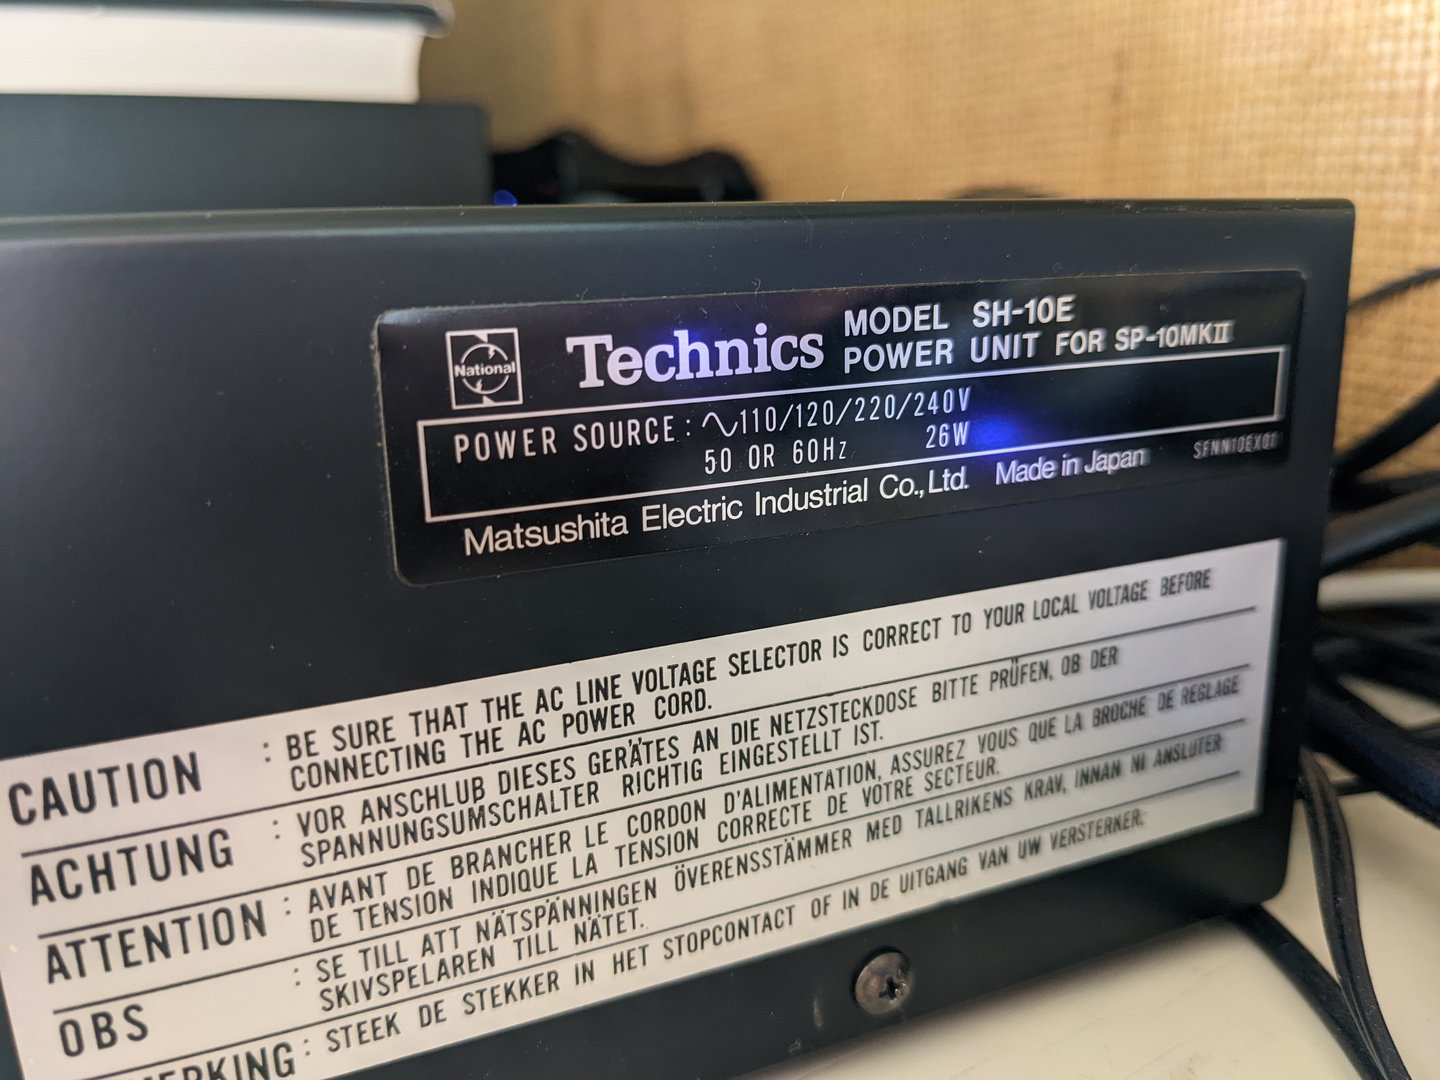 National
Technics
MODEL SH-10E
POWER UNIT FOR SP-10MKII
POWER SOURCE : ∿110/120/220/240V
50 OR 60Hz 26W
SFNN10EX01
Matsushita Electric Industrial Co., Ltd. Made in Japan
CAUTION : BE SURE THAT THE AC LINE VOLTAGE SELECTOR IS CORRECT TO YOUR LOCAL VOLTAGE BEFORE
CONNECTING THE AC POWER CORD.
ACHTUNG : VOR ANSCHLUB DIESES GERÄTES AN DIE NETZSTECKDOSE BITTE PRÜFEN, OB DER
SPANNUNGSUMSCHALTER RICHTIG EINGESTELLT IST.
ATTENTION : AVANT DE BRANCHER LE CORDON D'ALIMENTATION, ASSUREZ VOUS QUE LA BROCHE DE REGLAGE
DE TENSION INDIQUE LA TENSION CORRECTE DE VOTRE SECTEUR.
OBS : SE TILL ATT NÄTSPÄNNINGEN ÖVERENSSTÄMMER MED TALLRIKENS KRAV, INNAN NI ANSLUTER
SKIVSPELAREN TILL NÄTET.
MERKING : STEEK DE STEKKER IN HET STOPCONTACT OF IN DE UITGANG VAN UW VERSTERKER.